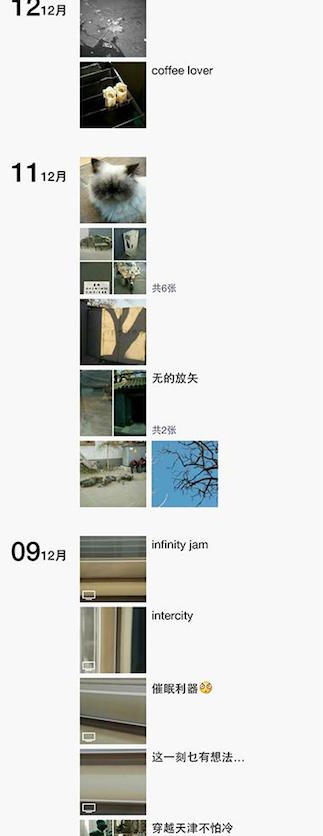 12 12月
coffee lover
11 12月
共6张
无的放矢
共2张
09 12月
infinity jam
intercity
催眠利器
这一刻乜有想法...
穿越天津不怕冷